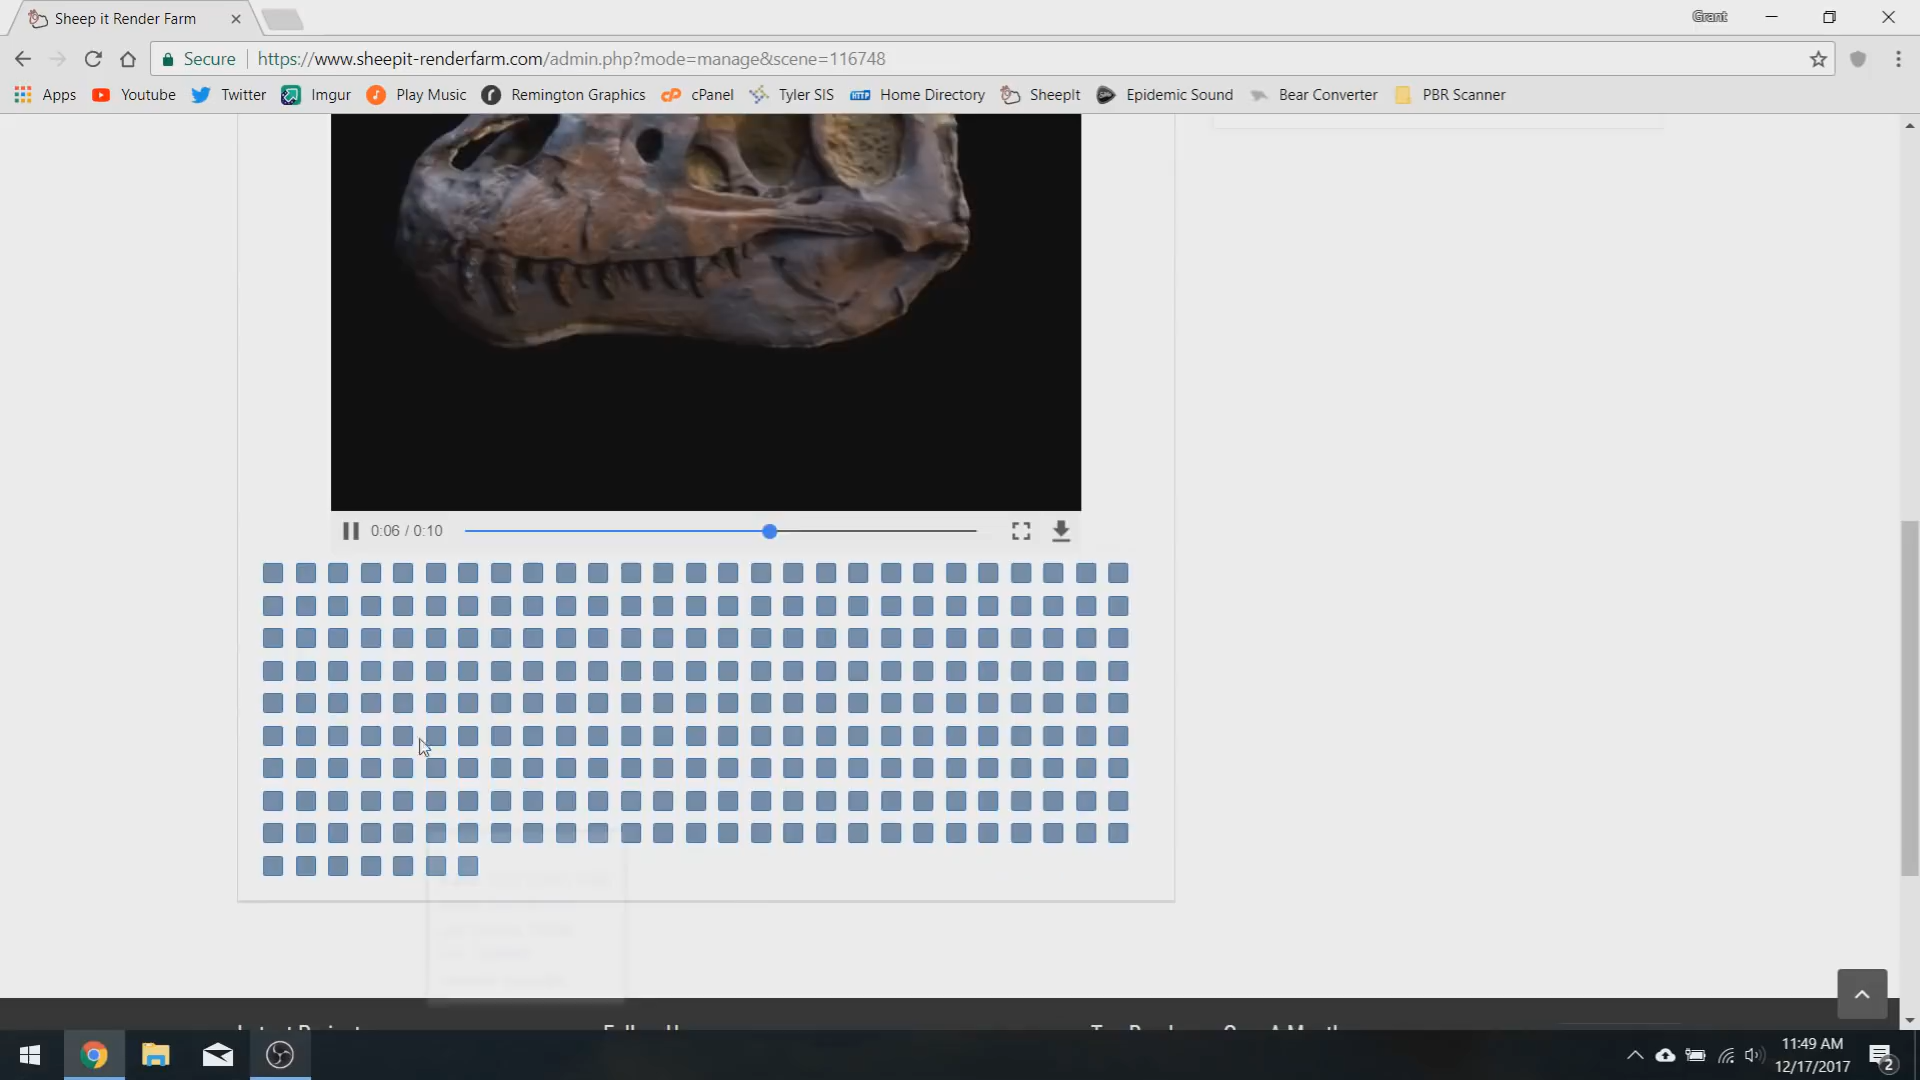 Sheep it Render Farm
Grant
Secure
https://www.sheepit-renderfarm.com/admin.php?mode=manage&scene=116748
Apps
Youtube
Twitter
Imgur
Play Music
Remington Graphics
cPanel
Tyler SIS
Home Directory
SheepIt
Epidemic Sound
Bear Converter
PBR Scanner
0:06 / 0:10
11:49 AM
12/17/2017
2